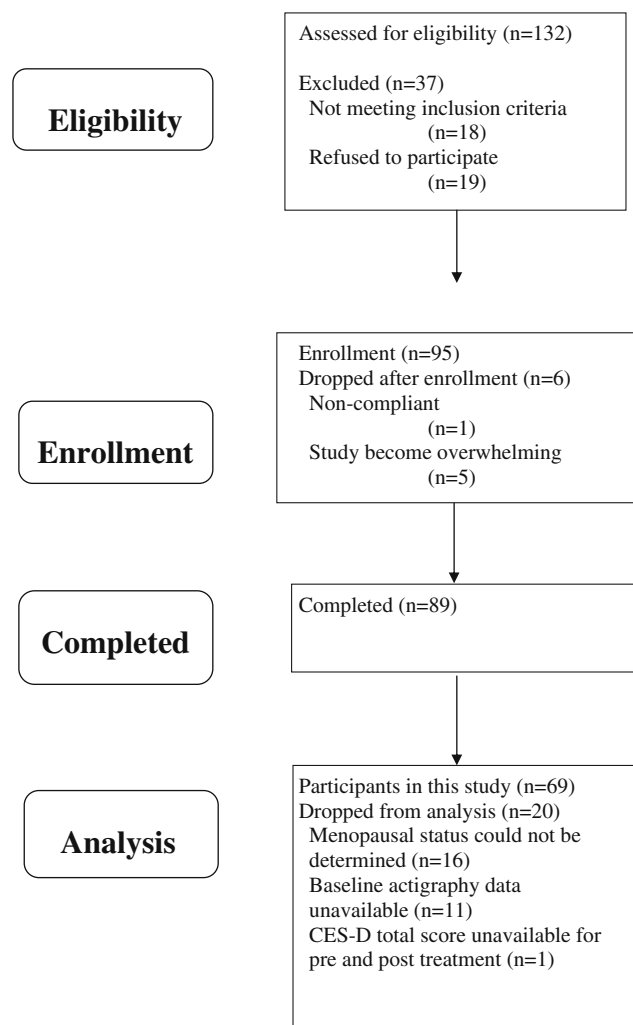 Eligibility
Assessed for eligibility (n=132)
Excluded (n=37)
Not meeting inclusion criteria
(n=18)
Refused to participate
(n=19)
Enrollment
Enrollment (n=95)
Dropped after enrollment (n=6)
Non-compliant
(n=1)
Study become overwhelming
(n=5)
Completed
Completed (n=89)
Analysis
Participants in this study (n=69)
Dropped from analysis (n=20)
Menopausal status could not be
determined (n=16)
Baseline actigraphy data
unavailable (n=11)
CES-D total score unavailable for
pre and post treatment (n=1)